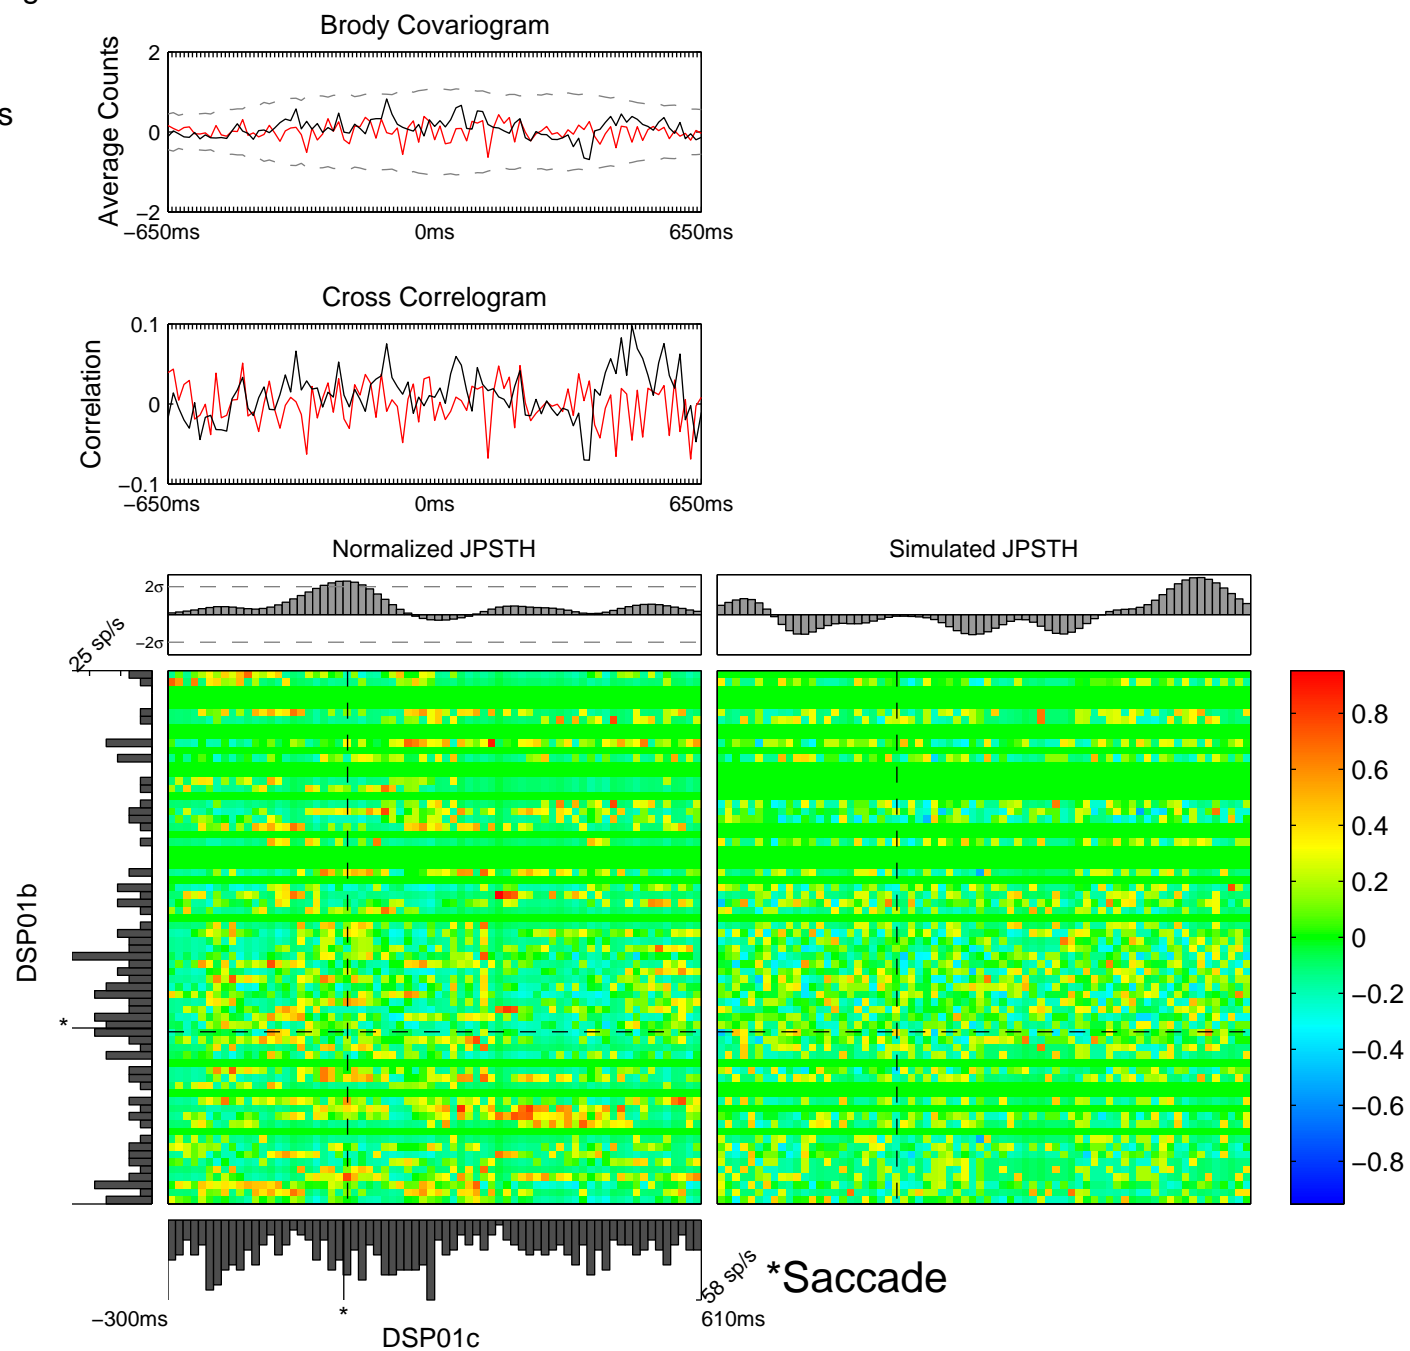 g
Brody Covariogram
s
Average Counts
2
0
−2
−650ms 0ms 650ms
Cross Correlogram
Correlation
0.1
0
−0.1
−650ms 0ms 650ms
Normalized JPSTH Simulated JPSTH
2σ
−2σ
25 sp/s
DSP01b
*
0.8
0.6
0.4
0.2
0
−0.2
−0.4
−0.6
−0.8
58 sp/s
*Saccade
*
−300ms 610ms
DSP01c